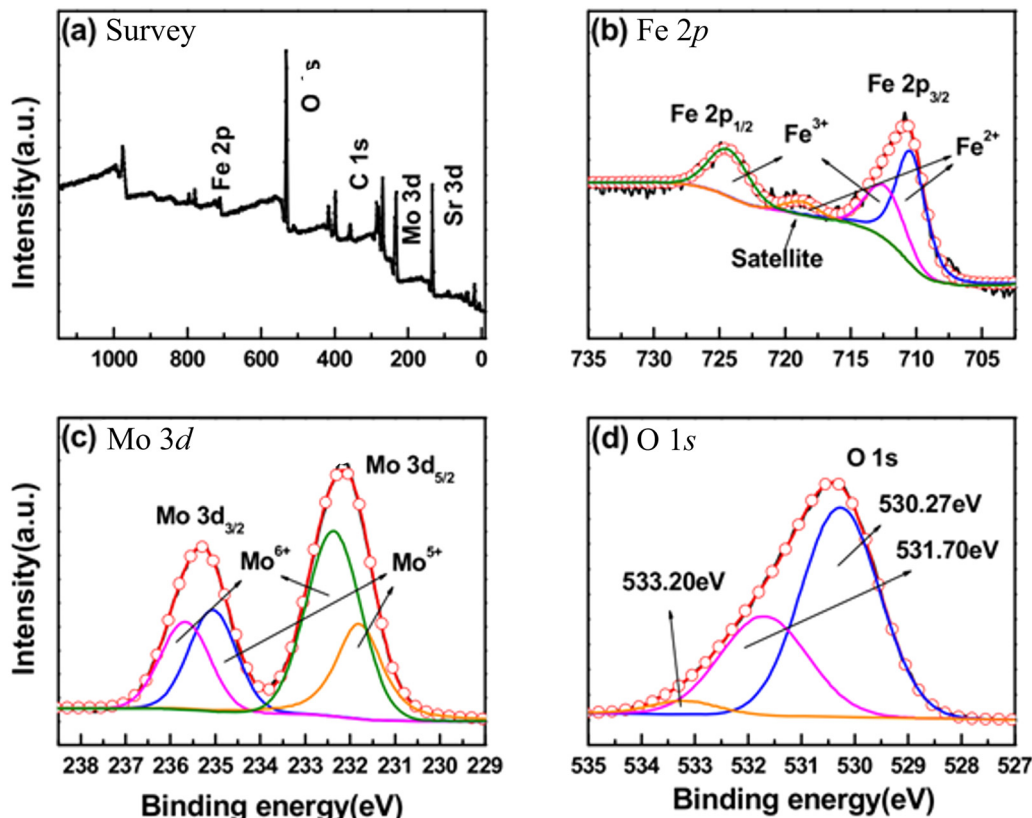 (a) Survey
O s
Fe 2p
C 1s
Mo 3d
Sr 3d
Intensity(a.u.)
1000 800 600 400 200 0
(b) Fe 2p
Fe 2p3/2
Fe 2p1/2
Fe3+
Fe2+
Satellite
735 730 725 720 715 710 705
(c) Mo 3d
Mo 3d5/2
Mo 3d3/2
Mo6+
Mo5+
Intensity(a.u.)
238 237 236 235 234 233 232 231 230 229
Binding energy(eV)
(d) O 1s
O 1s
530.27eV
531.70eV
533.20eV
535 534 533 532 531 530 529 528 527
Binding energy(eV)